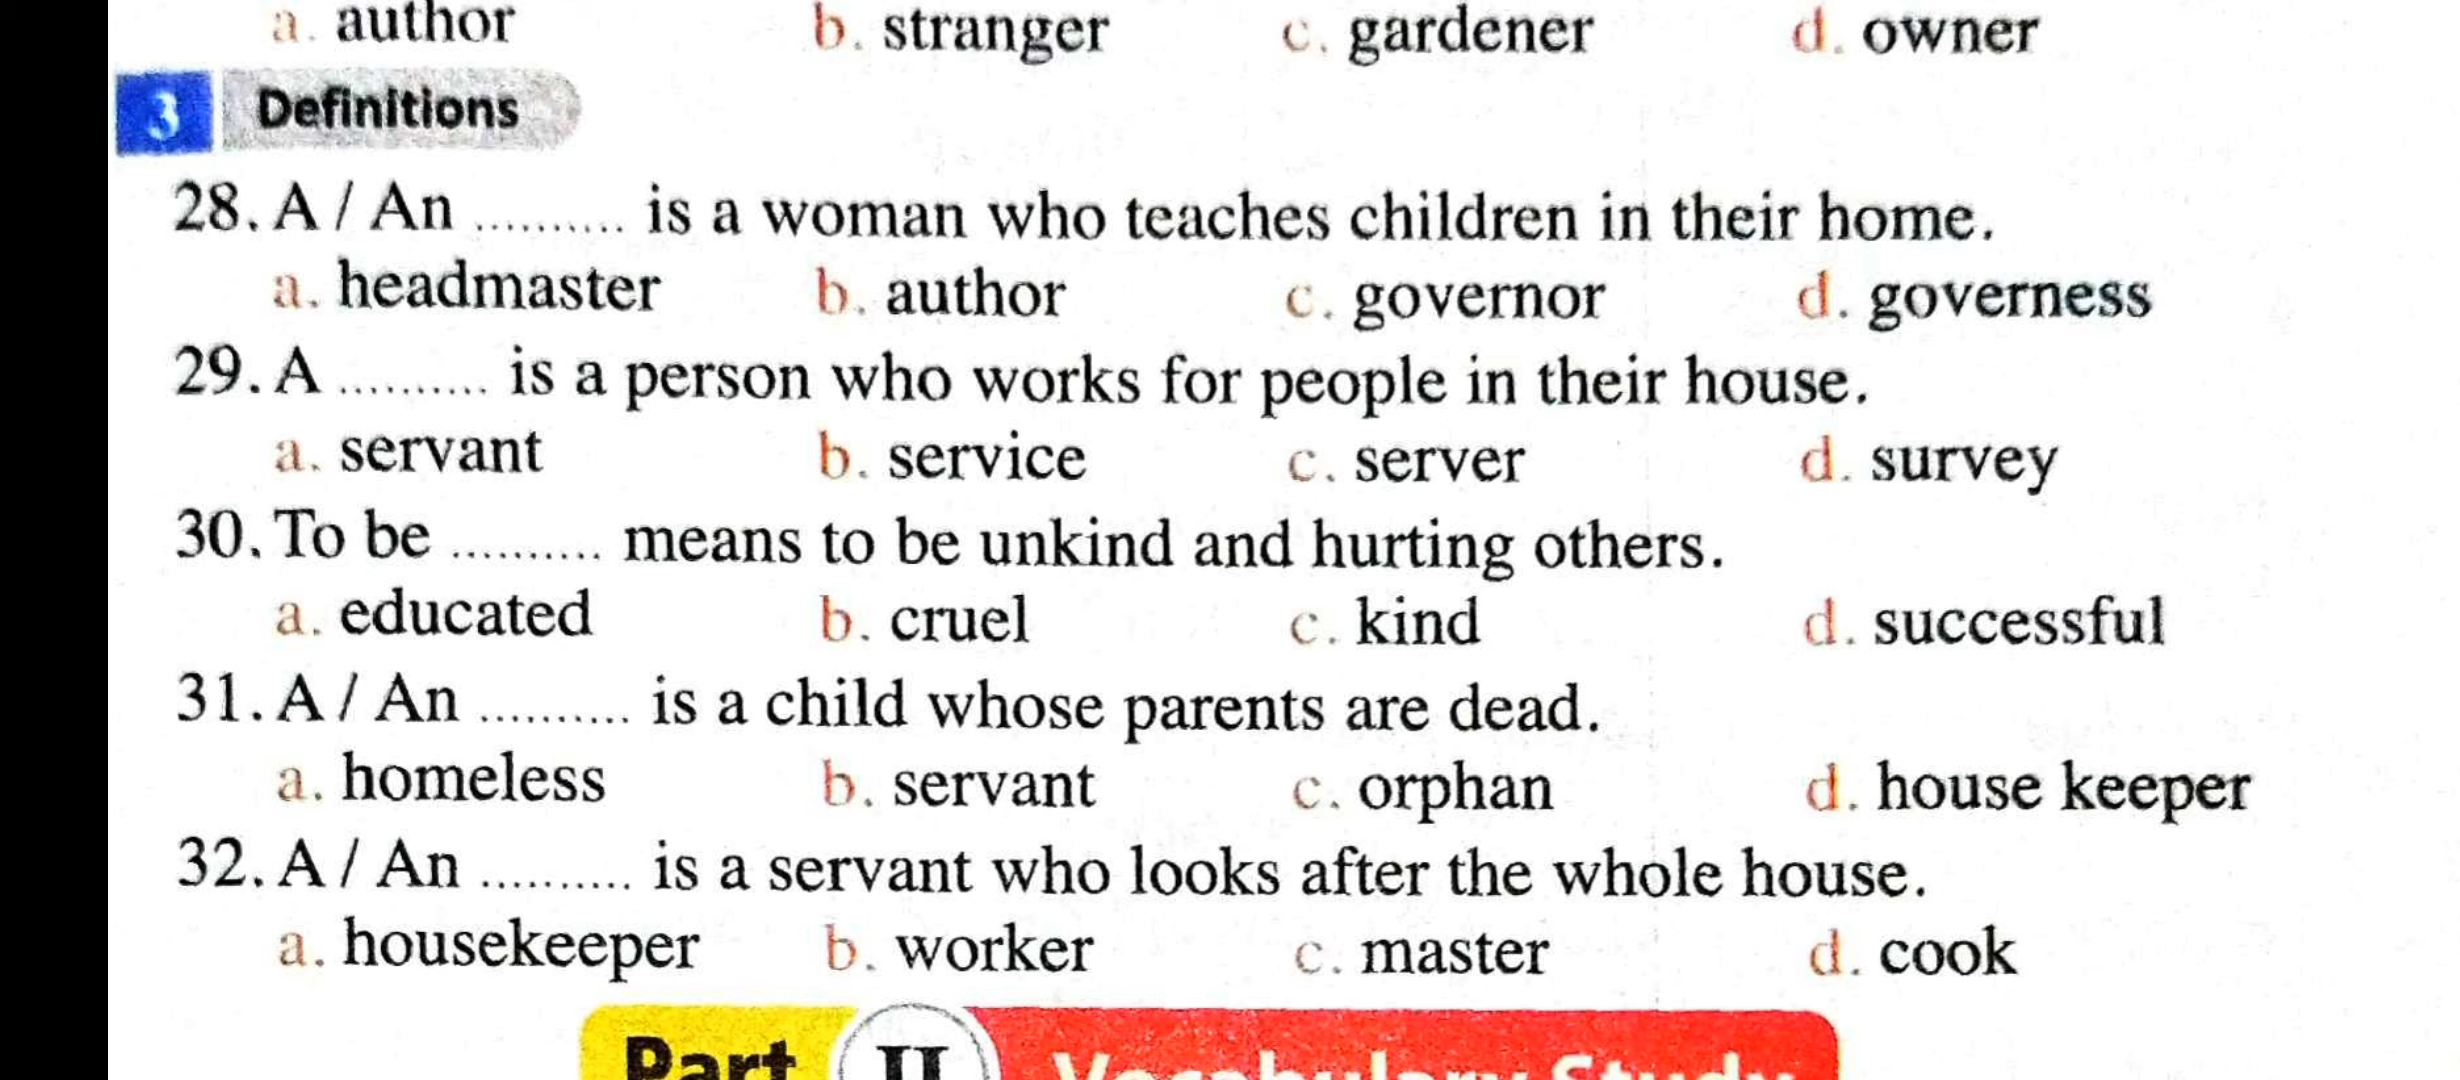 a. author b. stranger c. gardener d. owner
3 Definitions
28. A / An .......... is a woman who teaches children in their home.
a. headmaster b. author c. governor d. governess
29. A .......... is a person who works for people in their house.
a. servant b. service c. server d. survey
30. To be .......... means to be unkind and hurting others.
a. educated b. cruel c. kind d. successful
31. A / An .......... is a child whose parents are dead.
a. homeless b. servant c. orphan d. house keeper
32. A / An .......... is a servant who looks after the whole house.
a. housekeeper b. worker c. master d. cook
Part II Vocabulary Study